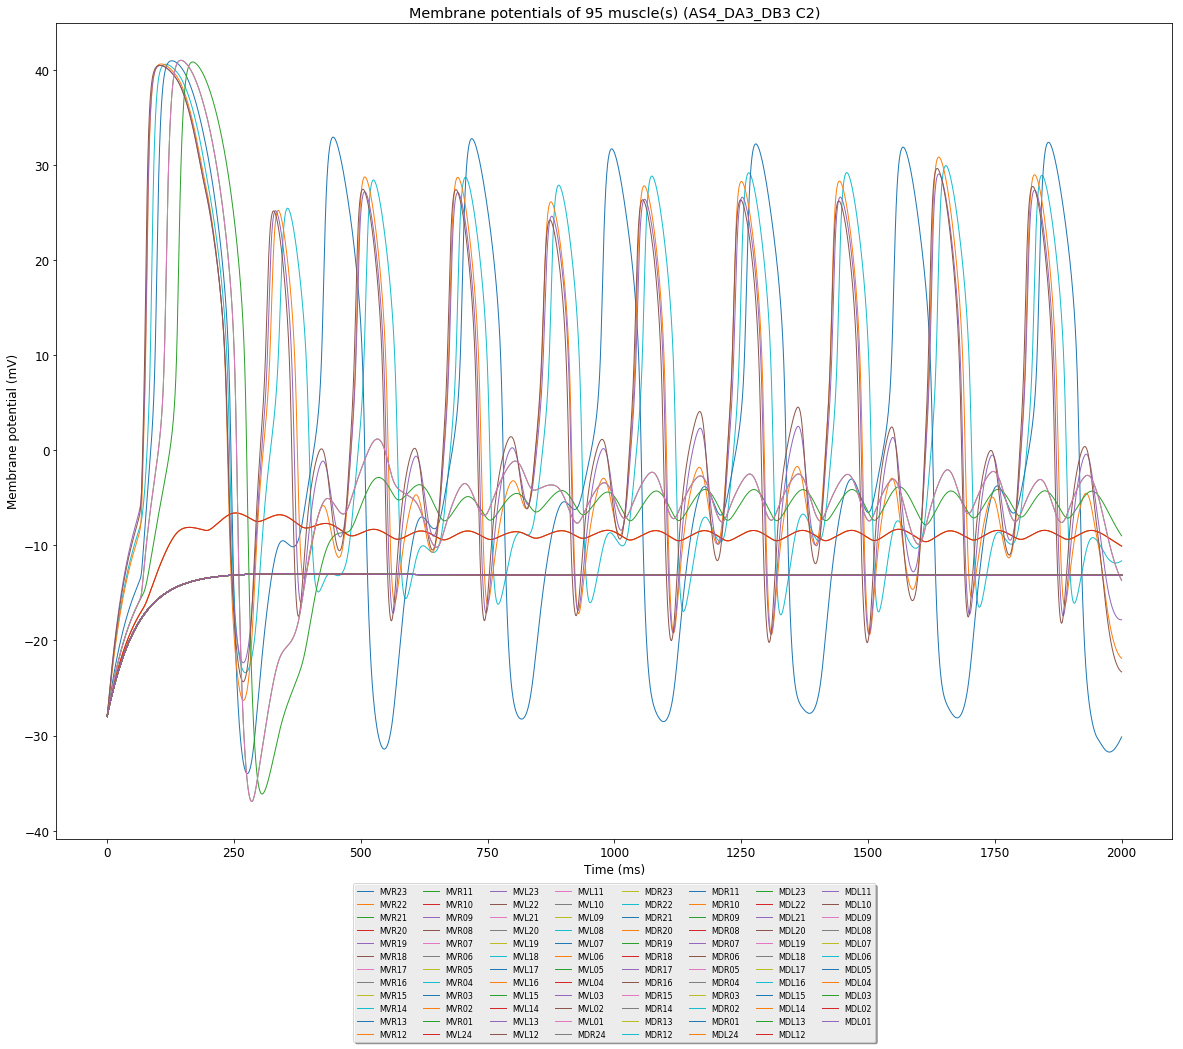 Membrane potentials of 95 muscle(s) (AS4_DA3_DB3 C2)
40
30
20
10
0
−10
−20
−30
−40
Membrane potential (mV)
0 250 500 750 1000 1250 1500 1750 2000
Time (ms)
MVR23 MVR11 MVL23 MVL11 MDR23 MDR11 MDL23 MDL11
MVR22 MVR10 MVL22 MVL10 MDR22 MDR10 MDL22 MDL10
MVR21 MVR09 MVL21 MVL09 MDR21 MDR09 MDL21 MDL09
MVR20 MVR08 MVL20 MVL08 MDR20 MDR08 MDL20 MDL08
MVR19 MVR07 MVL19 MVL07 MDR19 MDR07 MDL19 MDL07
MVR18 MVR06 MVL18 MVL06 MDR18 MDR06 MDL18 MDL06
MVR17 MVR05 MVL17 MVL05 MDR17 MDR05 MDL17 MDL05
MVR16 MVR04 MVL16 MVL04 MDR16 MDR04 MDL16 MDL04
MVR15 MVR03 MVL15 MVL03 MDR15 MDR03 MDL15 MDL03
MVR14 MVR02 MVL14 MVL02 MDR14 MDR02 MDL14 MDL02
MVR13 MVR01 MVL13 MVL01 MDR13 MDR01 MDL13 MDL01
MVR12 MVL24 MVL12 MDR24 MDR12 MDL24 MDL12